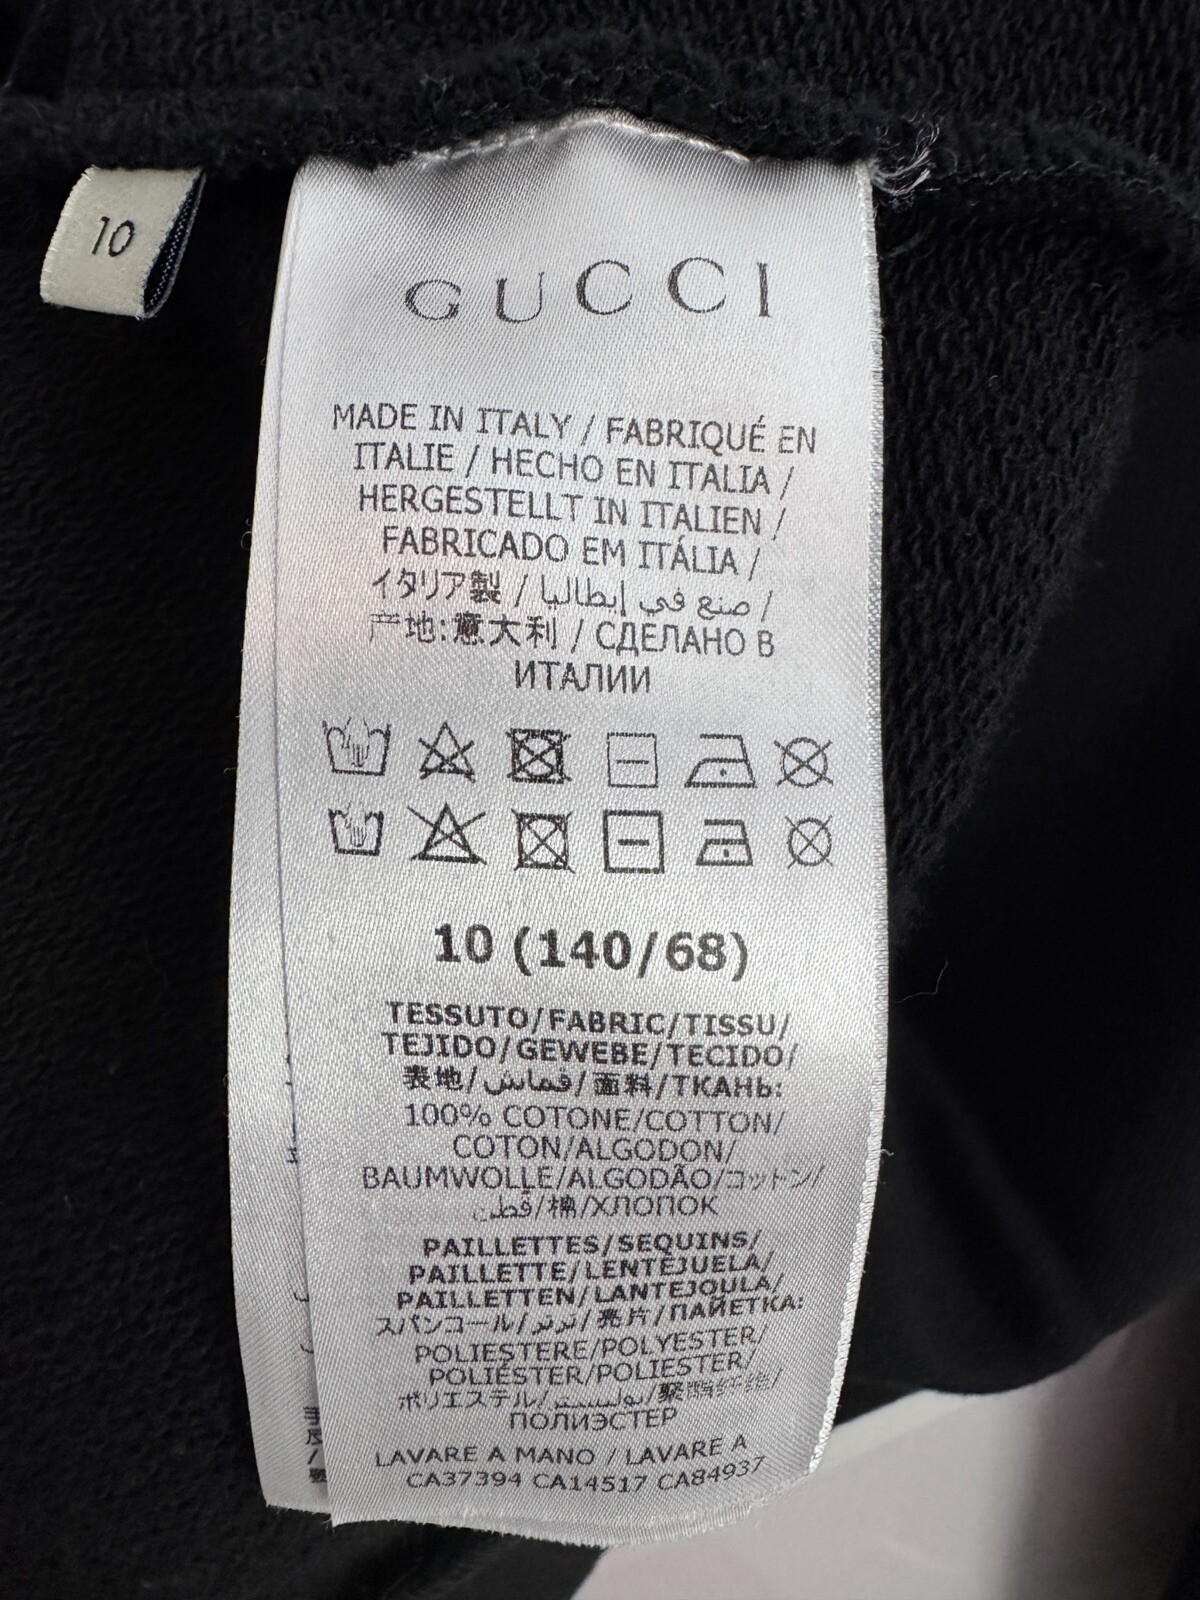 10
GUCCI
MADE IN ITALY / FABRIQUÉ EN
ITALIE / HECHO EN ITALIA /
HERGESTELLT IN ITALIEN /
FABRICADO EM ITÁLIA /
イタリア製 / صنع في إيطاليا /
产地:意大利 / СДЕЛАНО В
ИТАЛИИ
10 (140/68)
TESSUTO/FABRIC/TISSU/
TEJIDO/GEWEBE/TECIDO/
表地/قماش/面料/ТКАНЬ:
100% COTONE/COTTON/
COTON/ALGODON/
BAUMWOLLE/ALGODÃO/コットン/
قطن/棉/ХЛОПОК
PAILLETTES/SEQUINS/
PAILLETTE/LENTEJUELA/
PAILLETTEN/LANTEJOULA/
スパンコール/ترتر/亮片/ПАЙЕТКА:
POLIESTERE/POLYESTER/
POLIÉSTER/POLIESTER/
ポリエステル/بوليستر/聚酯纤维/
ПОЛИЭСТЕР
LAVARE A MANO / LAVARE A
CA37394 CA14517 CA84937